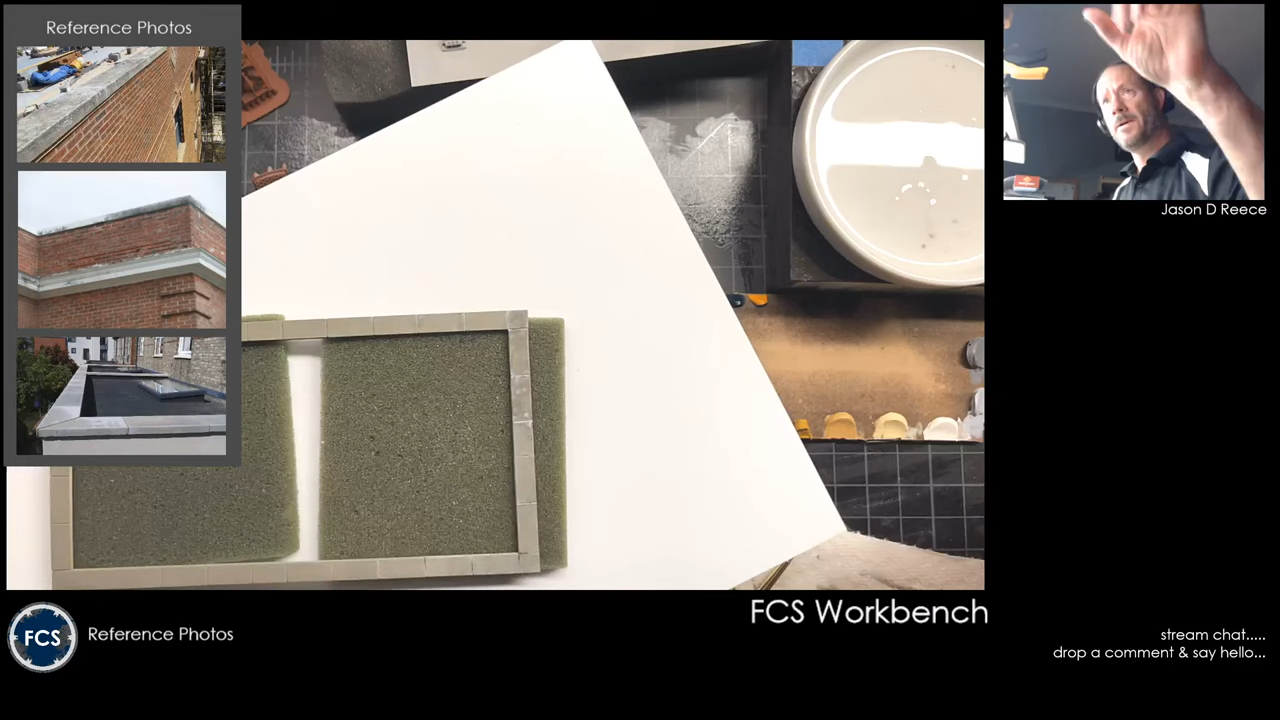 Reference Photos
Jason D Reece
FCS Workbench
FCS
Reference Photos
stream chat.....
drop a comment & say hello...